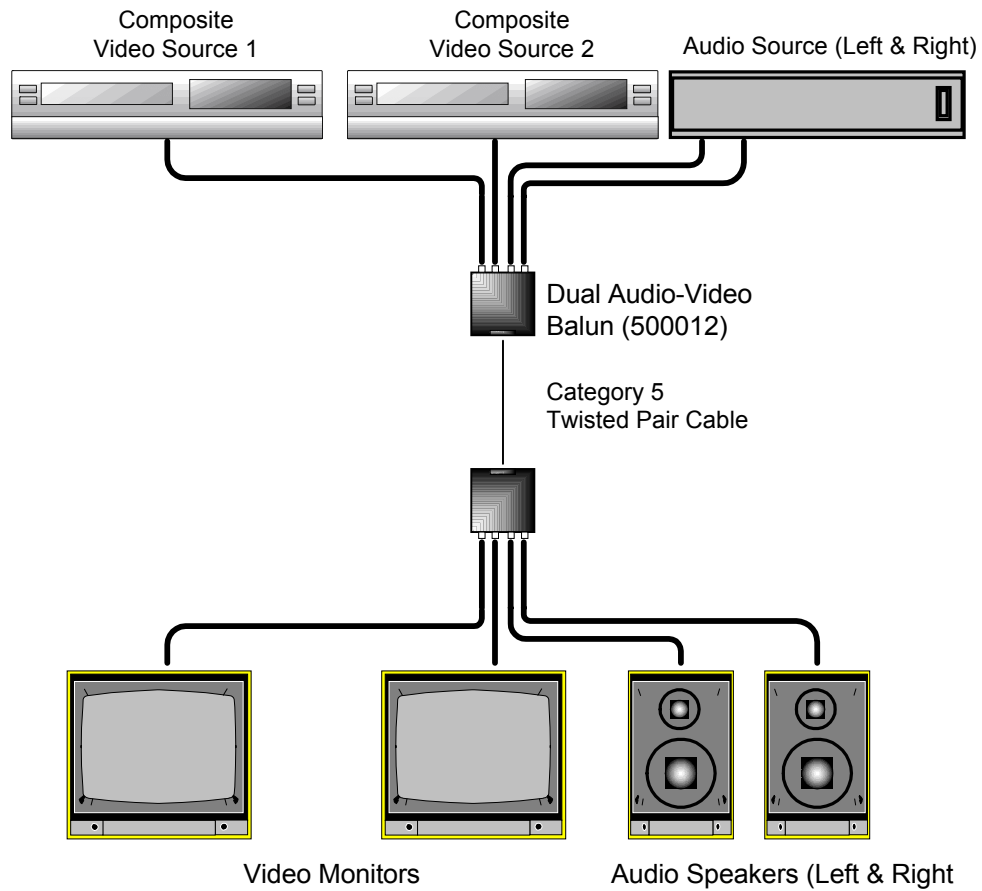 Composite
Video Source 1
Composite
Video Source 2
Audio Source (Left & Right)
Dual Audio-Video
Balun (500012)
Category 5
Twisted Pair Cable
Video Monitors
Audio Speakers (Left & Right